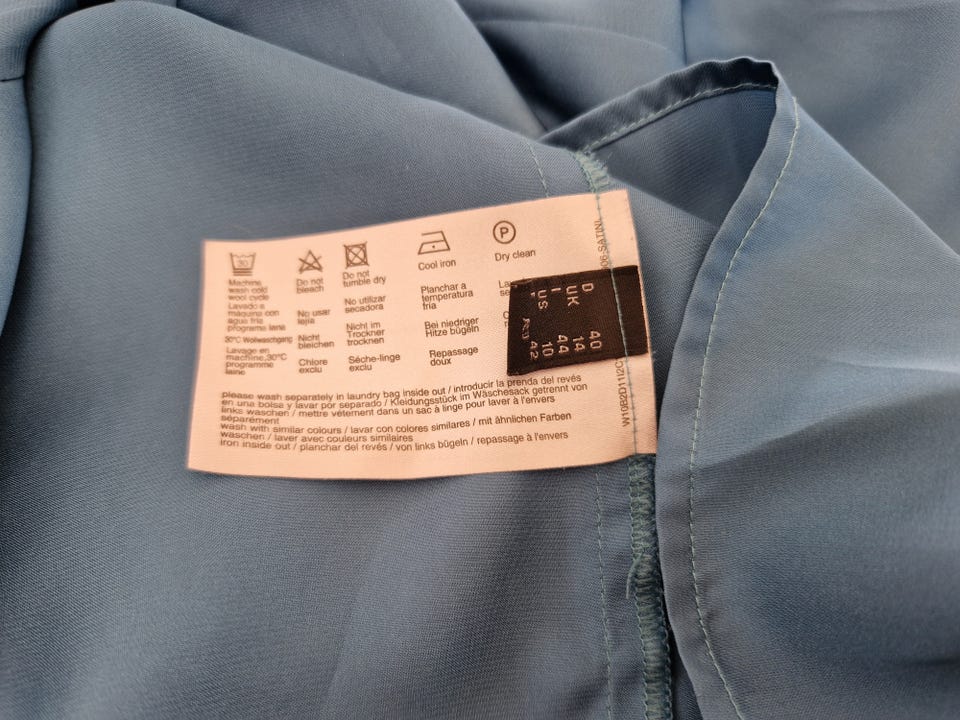 30
P
Machine
wash cold
wool cycle
Lavado a
máquina con
agua fria
programa lana
30°C Wollwaschgang
Lavage en
machine,30°C
programme
laine
Do not
bleach
No usar
lejia
Nicht
bleichen
Chlore
exclu
Do not
tumble dry
No utilizar
secadora
Nicht im
Trockner
trocknen
Séche-linge
exclu
Cool iron
Planchar a
temperatura
fria
Bei niedriger
Hitze bügeln
Repassage
doux
Dry clean
D 40
UK 14
I 44
US 10
42
please wash separately in laundry bag inside out / introducir la prenda del revés
en una bolsa y lavar por separado / Kleidungsstück im Wäschesack getrennt von
links waschen / mettre vêtement dans un sac à linge pour laver à l'envers
séparément
wash with similar colours / lavar con colores similares / mit ähnlichen Farben
waschen / laver avec couleurs similaires
iron inside out / planchar del revés / von links bügeln / repassage à l'envers